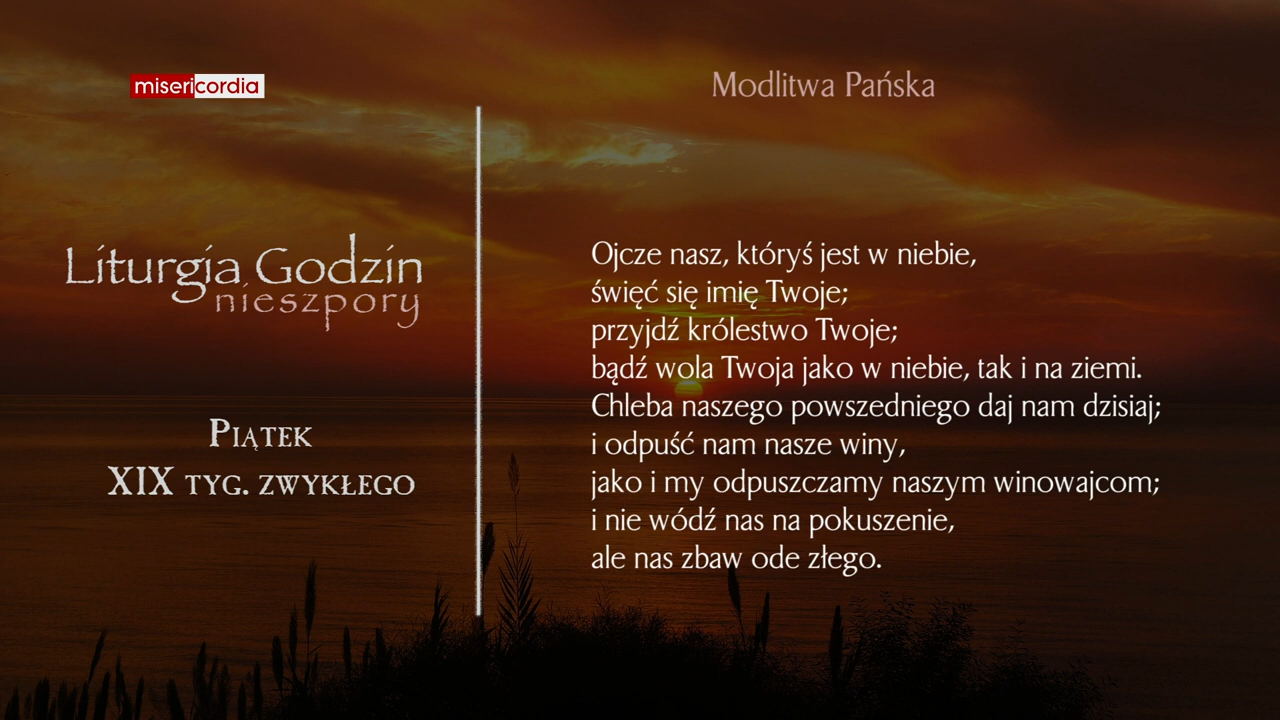 misericordia
Liturgia Godzin
nieszpory
Piątek
XIX tyg. zwykłego
Modlitwa Pańska
Ojcze nasz, któryś jest w niebie,
święć się imię Twoje;
przyjdź królestwo Twoje;
bądź wola Twoja jako w niebie, tak i na ziemi.
Chleba naszego powszedniego daj nam dzisiaj;
i odpuść nam nasze winy,
jako i my odpuszczamy naszym winowajcom;
i nie wódź nas na pokuszenie,
ale nas zbaw ode złego.